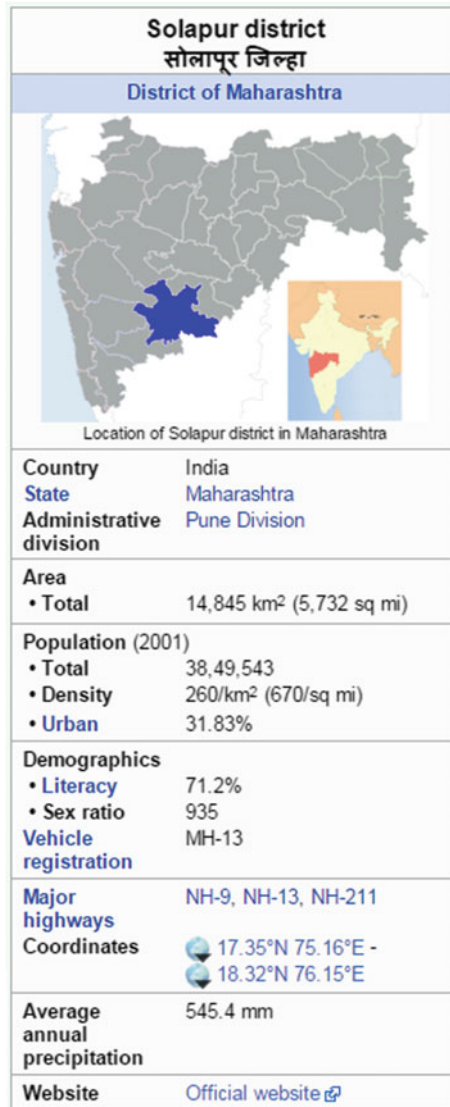 Solapur district
सोलापूर जिल्हा
District of Maharashtra
Location of Solapur district in Maharashtra
Country India
State Maharashtra
Administrative division Pune Division
Area
• Total 14,845 km² (5,732 sq mi)
Population (2001)
• Total 38,49,543
• Density 260/km² (670/sq mi)
• Urban 31.83%
Demographics
• Literacy 71.2%
• Sex ratio 935
Vehicle registration MH-13
Major highways NH-9, NH-13, NH-211
Coordinates 17.35°N 75.16°E -
18.32°N 76.15°E
Average annual precipitation 545.4 mm
Website Official website